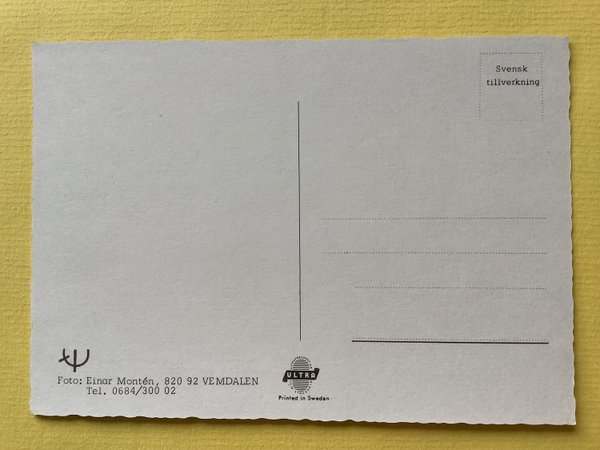 Svensk
tillverkning
Foto: Einar Montén, 820 92 VEMDALEN
Tel. 0684/300 02
ULTRA
Printed in Sweden